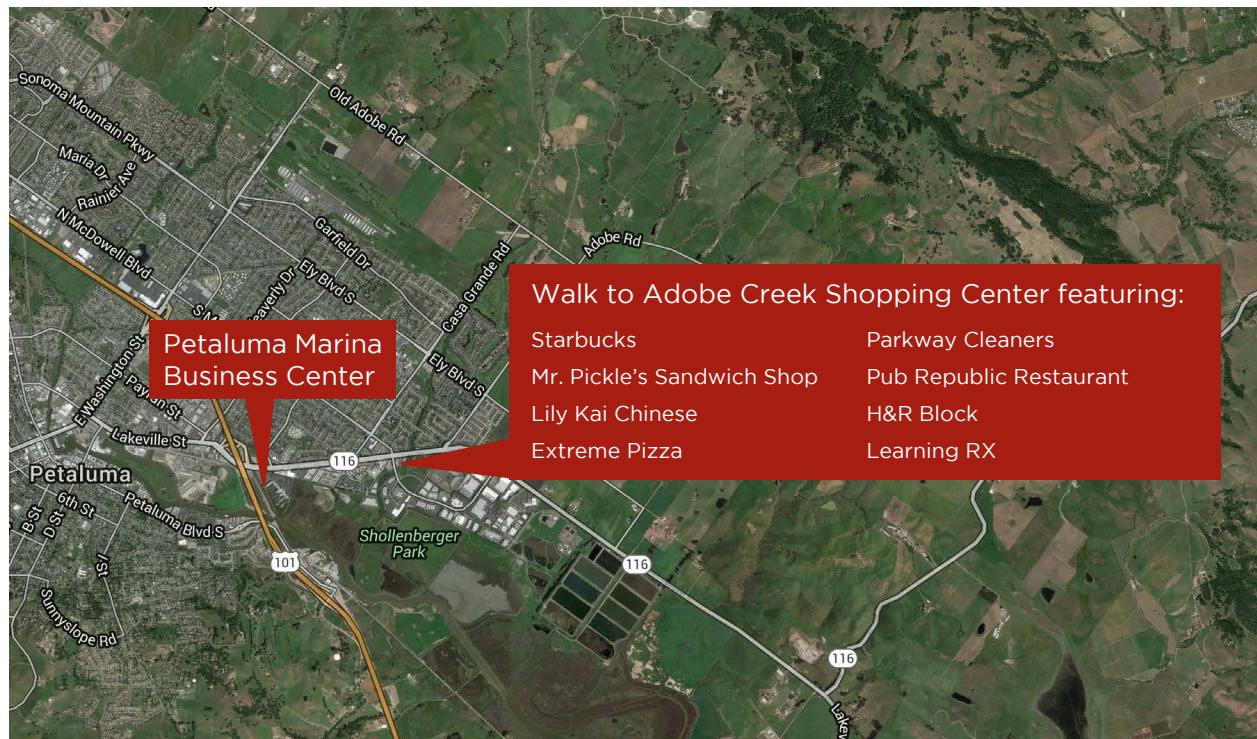 Sonoma Mountain Pkwy
Old Adobe Rd
Maria Dr
Rainier Ave
N McDowell Blvd
Garfield Dr
Ely Blvd S
Casa Grande Rd
Adobe Rd
Walk to Adobe Creek Shopping Center featuring:
Starbucks
Parkway Cleaners
Mr. Pickle's Sandwich Shop
Pub Republic Restaurant
Lily Kai Chinese
H&R Block
Extreme Pizza
Learning RX
Petaluma Marina
Business Center
Ely Blvd S
E Washington St
Lakeville St
116
Petaluma
6th St
B St
D St
I St
Petaluma Blvd S
Shollenberger
Park
101
116
Sunnyslope Rd
116